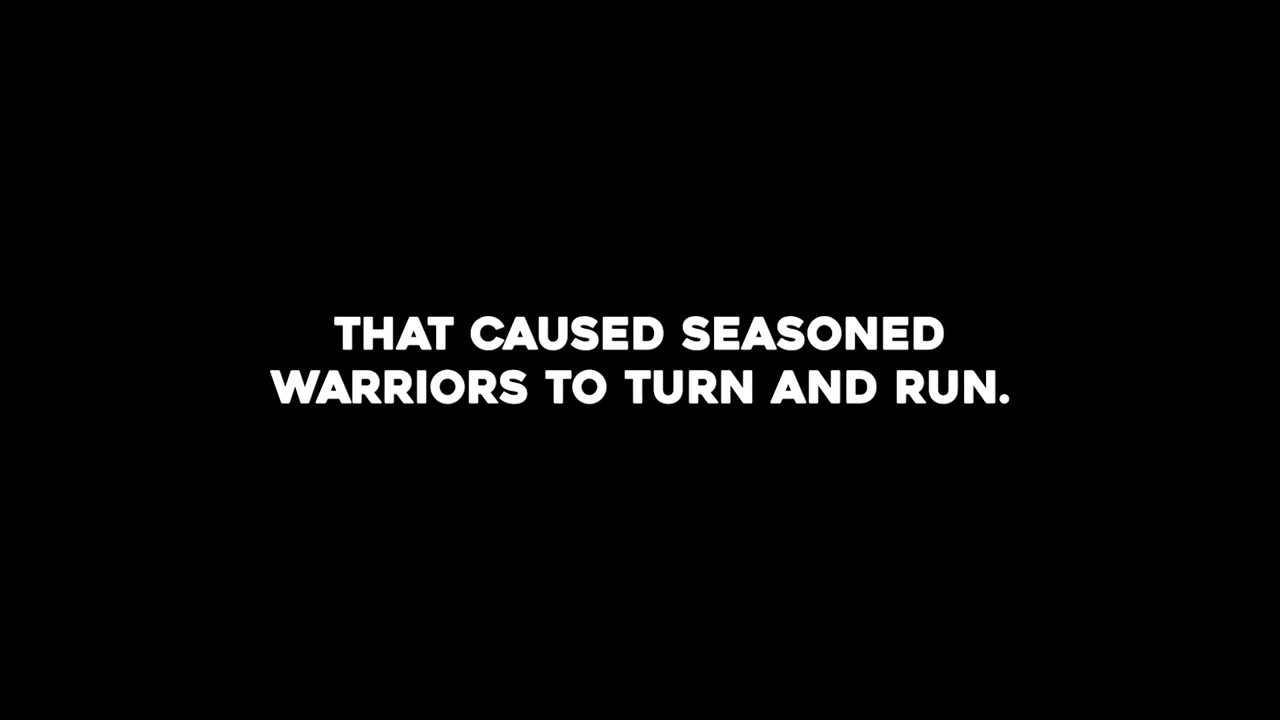 THAT CAUSED SEASONED
WARRIORS TO TURN AND RUN.